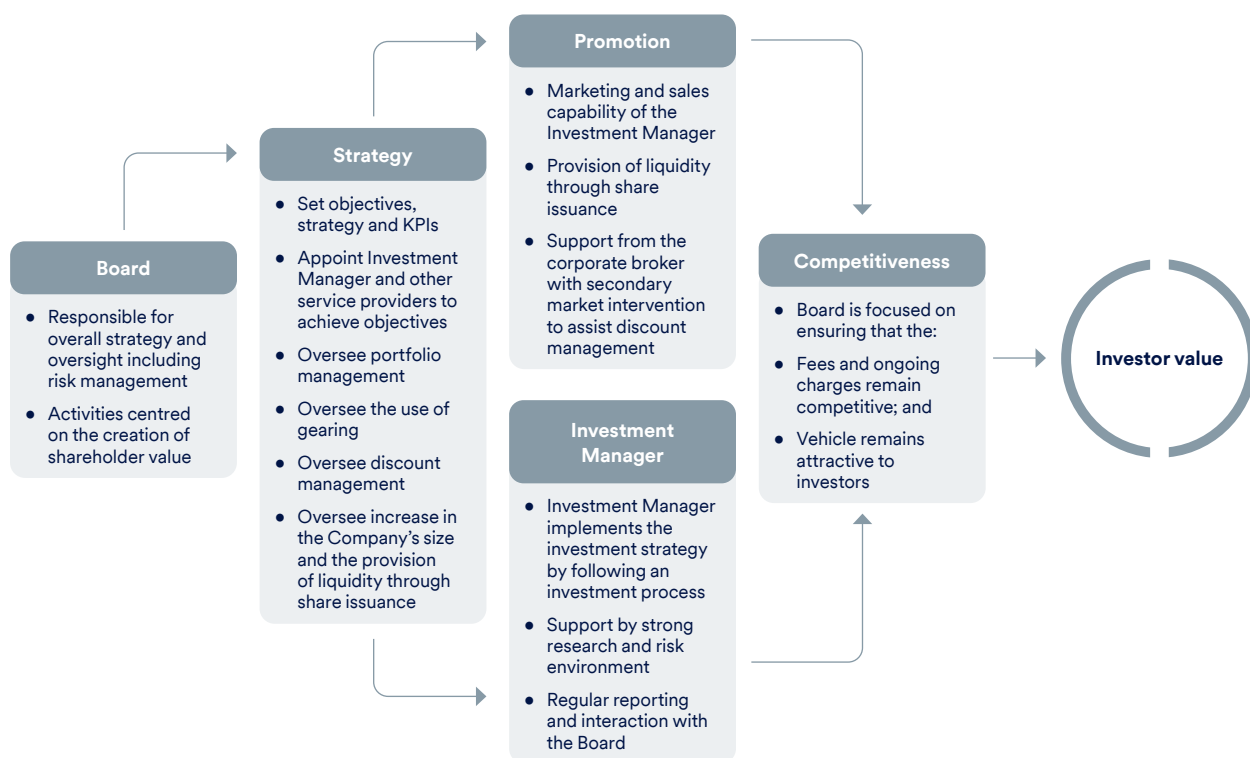 Board
● Responsible for
overall strategy and
oversight including
risk management
● Activities centred
on the creation of
shareholder value
Strategy
● Set objectives,
strategy and KPIs
● Appoint Investment
Manager and other
service providers to
achieve objectives
● Oversee portfolio
management
● Oversee the use of
gearing
● Oversee discount
management
● Oversee increase in
the Company’s size
and the provision
of liquidity through
share issuance
Promotion
● Marketing and sales
capability of the
Investment Manager
● Provision of liquidity
through share
issuance
● Support from the
corporate broker
with secondary
market intervention
to assist discount
management
Investment
Manager
● Investment Manager
implements the
investment strategy
by following an
investment process
● Support by strong
research and risk
environment
● Regular reporting
and interaction with
the Board
Competitiveness
● Board is focused on
ensuring that the:
● Fees and ongoing
charges remain
competitive; and
● Vehicle remains
attractive to
investors
Investor value